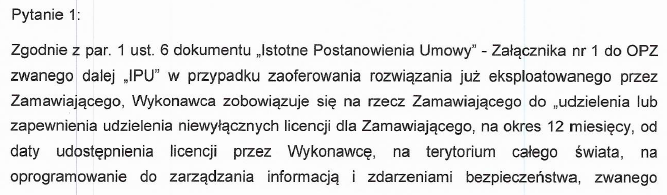 Pytanie 1:
Zgodnie z par. 1 ust. 6 dokumentu „Istotne Postanowienia Umowy” - Załącznika nr 1 do OPZ
zwanego dalej „IPU” w przypadku zaoferowania rozwiązania już eksploatowanego przez
Zamawiającego, Wykonawca zobowiązuje się na rzecz Zamawiającego do „udzielenia lub
zapewnienia udzielenia niewyłącznych licencji dla Zamawiającego, na okres 12 miesięcy, od
daty udostępnienia licencji przez Wykonawcę, na terytorium całego świata, na
oprogramowanie do zarządzania informacją i zdarzeniami bezpieczeństwa, zwanego